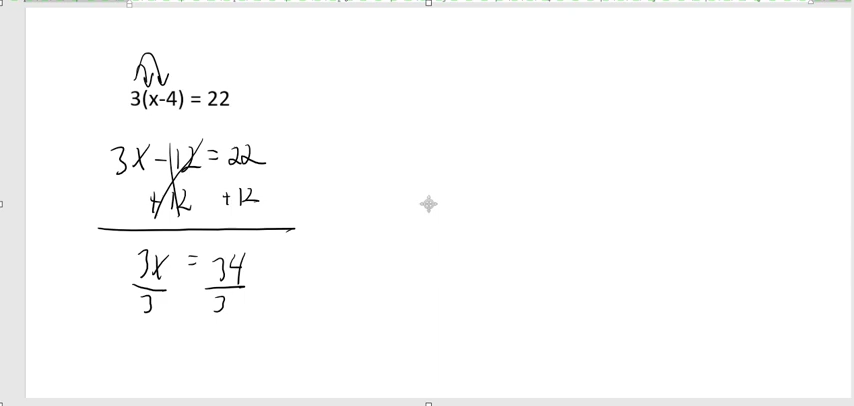 3(x-4) = 22
3x - 12 = 22
+12 +12
3x = 34
3 3